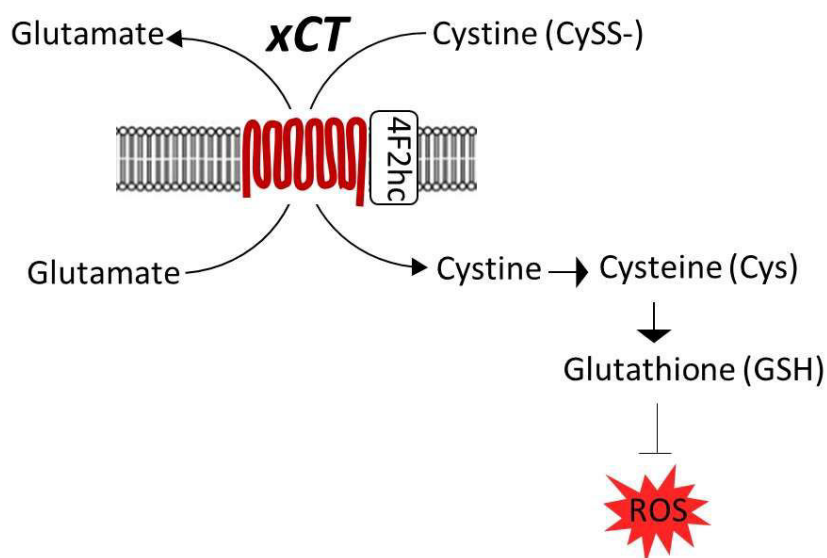 Glutamate
xCT
Cystine (CySS-)
4F2hc
Glutamate
Cystine
Cysteine (Cys)
Glutathione (GSH)
ROS